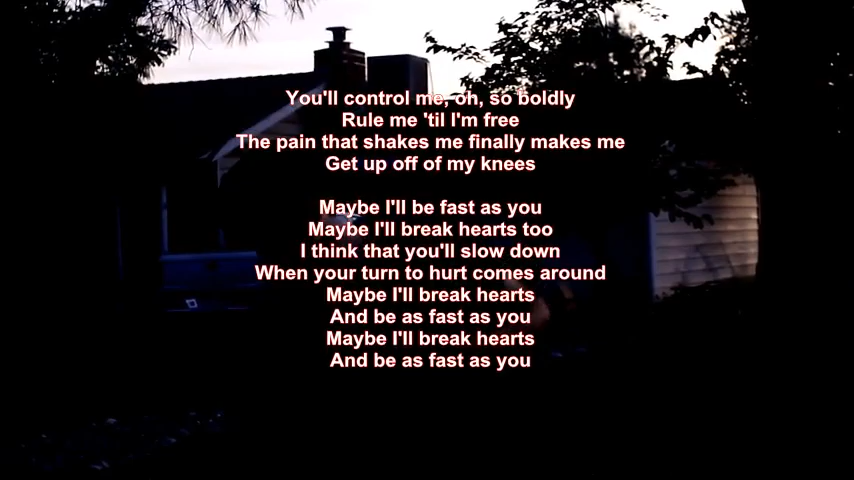 You'll control me, oh, so boldly
Rule me 'til I'm free
The pain that shakes me finally makes me
Get up off of my knees
Maybe I'll be fast as you
Maybe I'll break hearts too
I think that you'll slow down
When your turn to hurt comes around
Maybe I'll break hearts
And be as fast as you
Maybe I'll break hearts
And be as fast as you